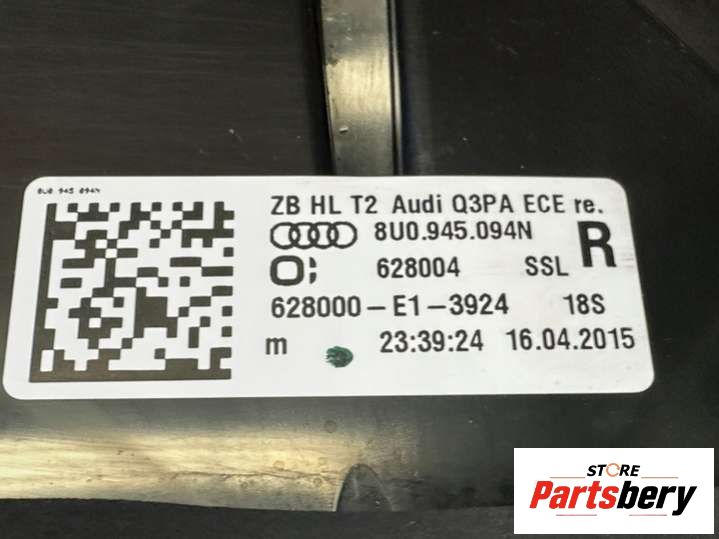 8U0 945 094N
ZB HL T2 Audi Q3PA ECE re.
8U0.945.094N
R
628004 SSL
628000-E1-3924 18S
m 23:39:24 16.04.2015
STORE
Partsbery